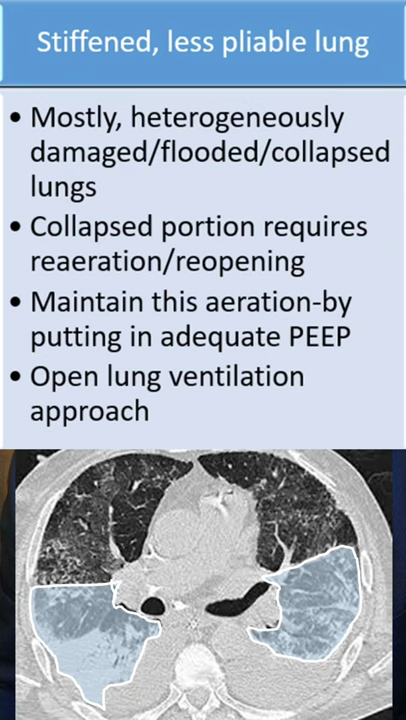 Stiffened, less pliable lung
• Mostly, heterogeneously
damaged/flooded/collapsed
lungs
• Collapsed portion requires
reaeration/reopening
• Maintain this aeration-by
putting in adequate PEEP
• Open lung ventilation
approach